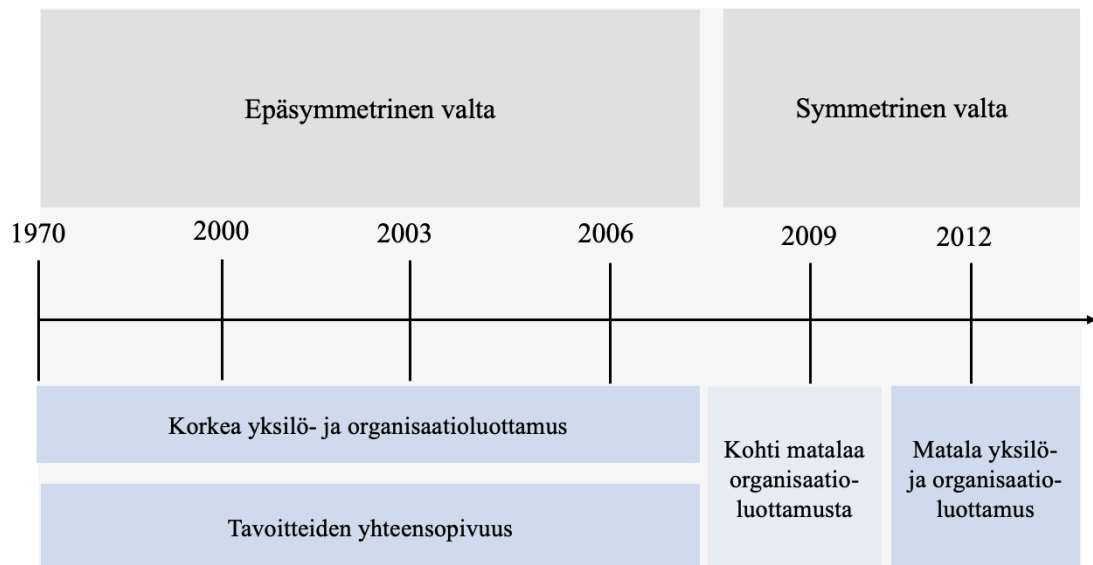 Epäsymmetrinen valta
Symmetrinen valta
1970
2000
2003
2006
2009
2012
Korkea yksilö- ja organisaatioluottamus
Tavoitteiden yhteensopivuus
Kohti matalaa
organisaatio-
luottamusta
Matala yksilö-
ja organisaatio-
luottamus